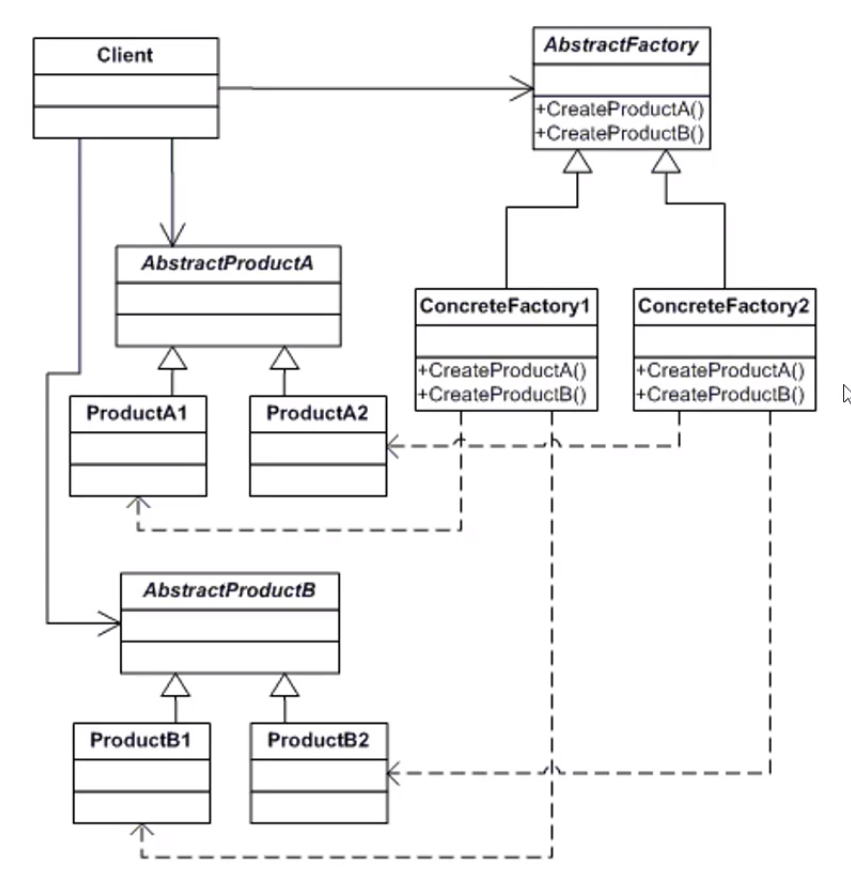 Client
AbstractFactory
+CreateProductA()
+CreateProductB()
AbstractProductA
ConcreteFactory1
+CreateProductA()
+CreateProductB()
ConcreteFactory2
+CreateProductA()
+CreateProductB()
ProductA1
ProductA2
AbstractProductB
ProductB1
ProductB2